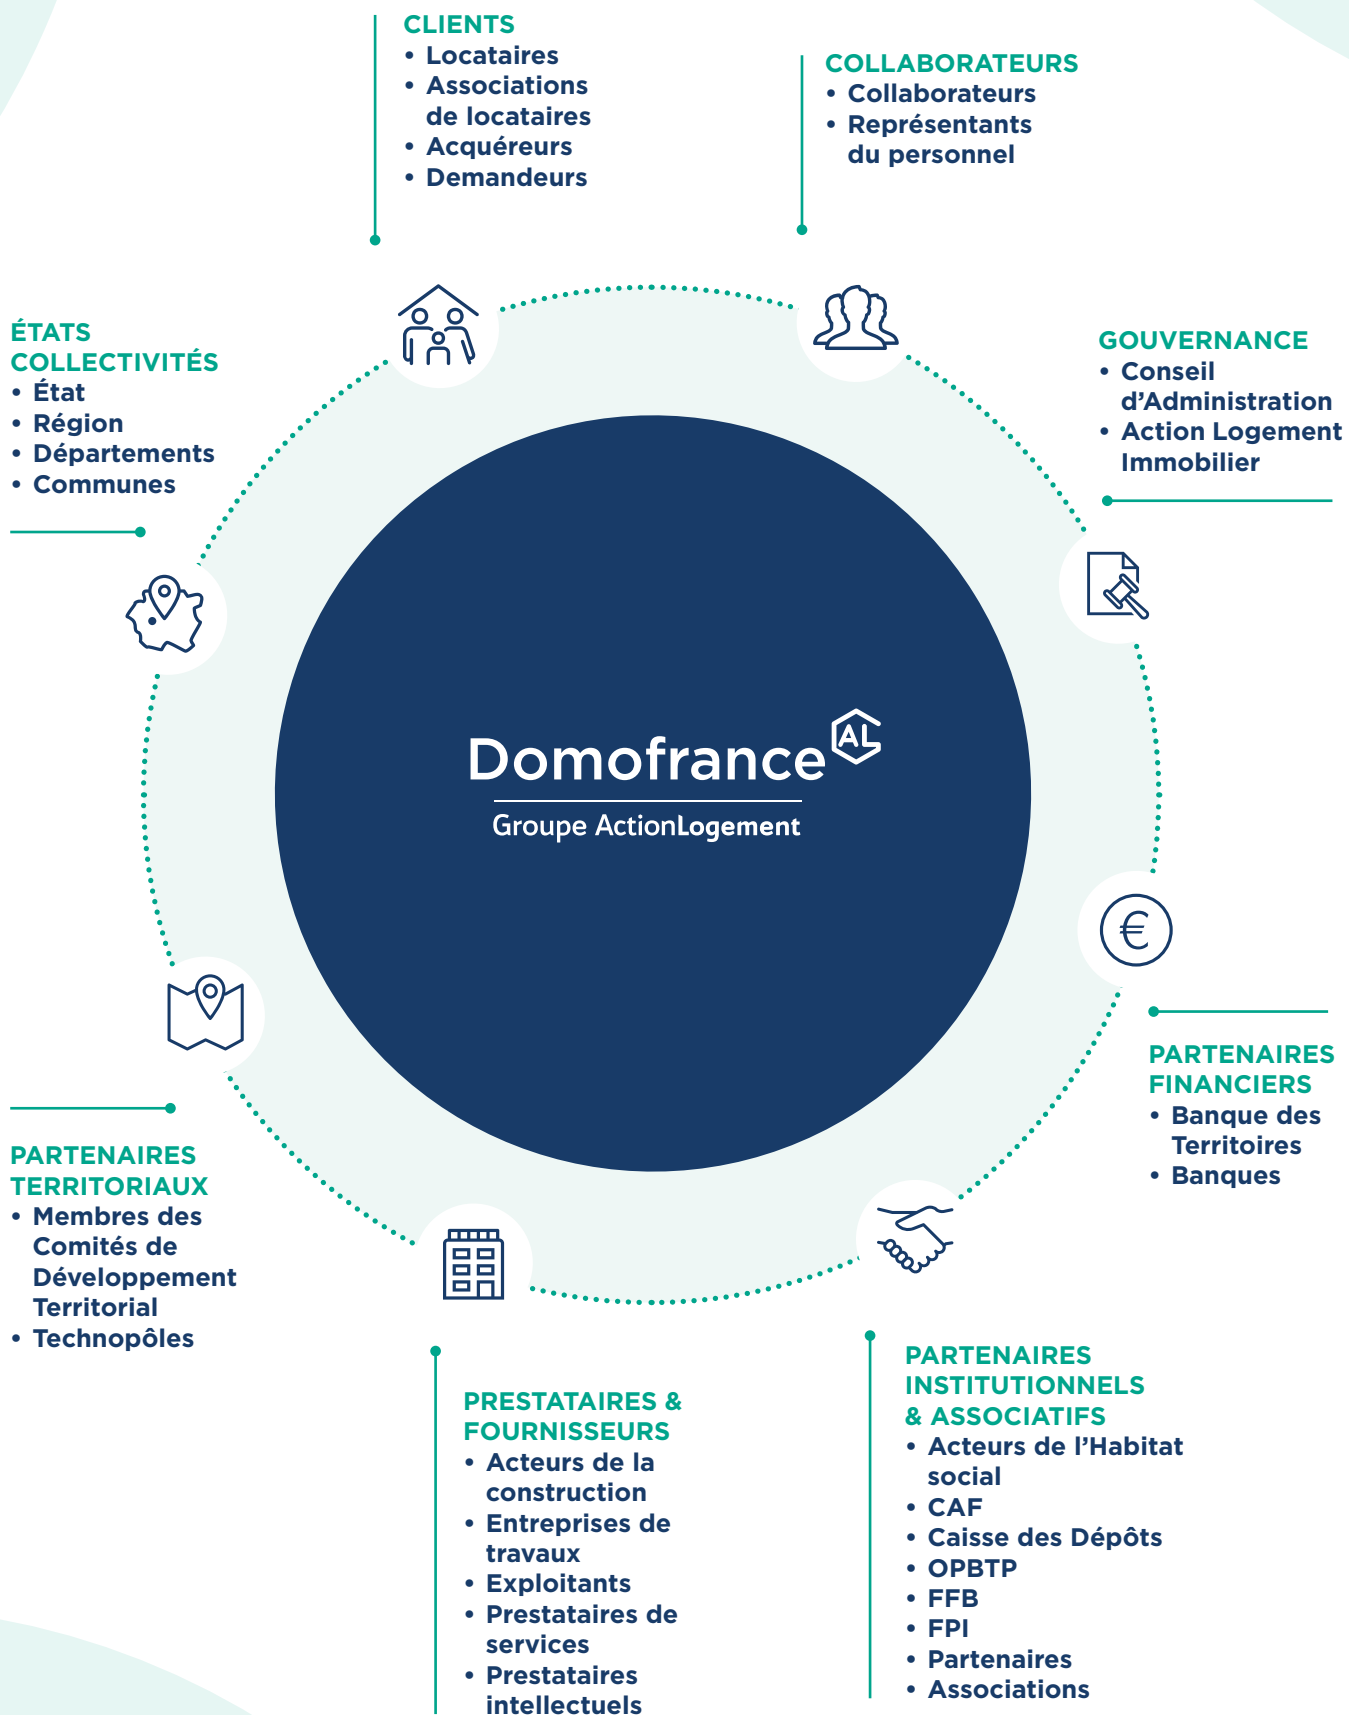 CLIENTS
• Locataires
• Associations
de locataires
• Acquéreurs
• Demandeurs
COLLABORATEURS
• Collaborateurs
• Représentants
du personnel
GOUVERNANCE
• Conseil
d’Administration
• Action Logement
Immobilier
PARTENAIRES
FINANCIERS
• Banque des
Territoires
• Banques
PARTENAIRES
INSTITUTIONNELS
& ASSOCIATIFS
• Acteurs de l’Habitat
social
• CAF
• Caisse des Dépôts
• OPBTP
• FFB
• FPI
• Partenaires
• Associations
PRESTATAIRES &
FOURNISSEURS
• Acteurs de la
construction
• Entreprises de
travaux
• Exploitants
• Prestataires de
services
• Prestataires
intellectuels
PARTENAIRES
TERRITORIAUX
• Membres des
Comités de
Développement
Territorial
• Technopôles
ÉTATS
COLLECTIVITÉS
• État
• Région
• Départements
• Communes
Domofrance AL
Groupe ActionLogement
€